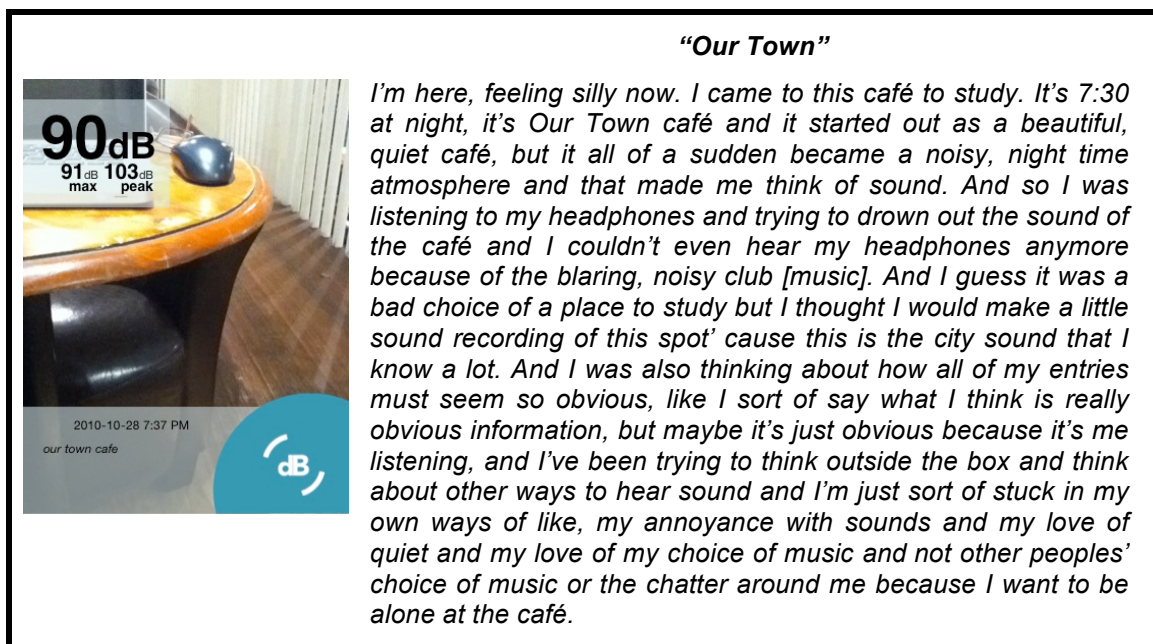 “Our Town”
90dB
91dB 103dB
max peak
2010-10-28 7:37 PM
our town cafe
dB
I’m here, feeling silly now. I came to this café to study. It’s 7:30
at night, it’s Our Town café and it started out as a beautiful,
quiet café, but it all of a sudden became a noisy, night time
atmosphere and that made me think of sound. And so I was
listening to my headphones and trying to drown out the sound of
the café and I couldn’t even hear my headphones anymore
because of the blaring, noisy club [music]. And I guess it was a
bad choice of a place to study but I thought I would make a little
sound recording of this spot’ cause this is the city sound that I
know a lot. And I was also thinking about how all of my entries
must seem so obvious, like I sort of say what I think is really
obvious information, but maybe it’s just obvious because it’s me
listening, and I’ve been trying to think outside the box and think
about other ways to hear sound and I’m just sort of stuck in my
own ways of like, my annoyance with sounds and my love of
quiet and my love of my choice of music and not other peoples’
choice of music or the chatter around me because I want to be
alone at the café.